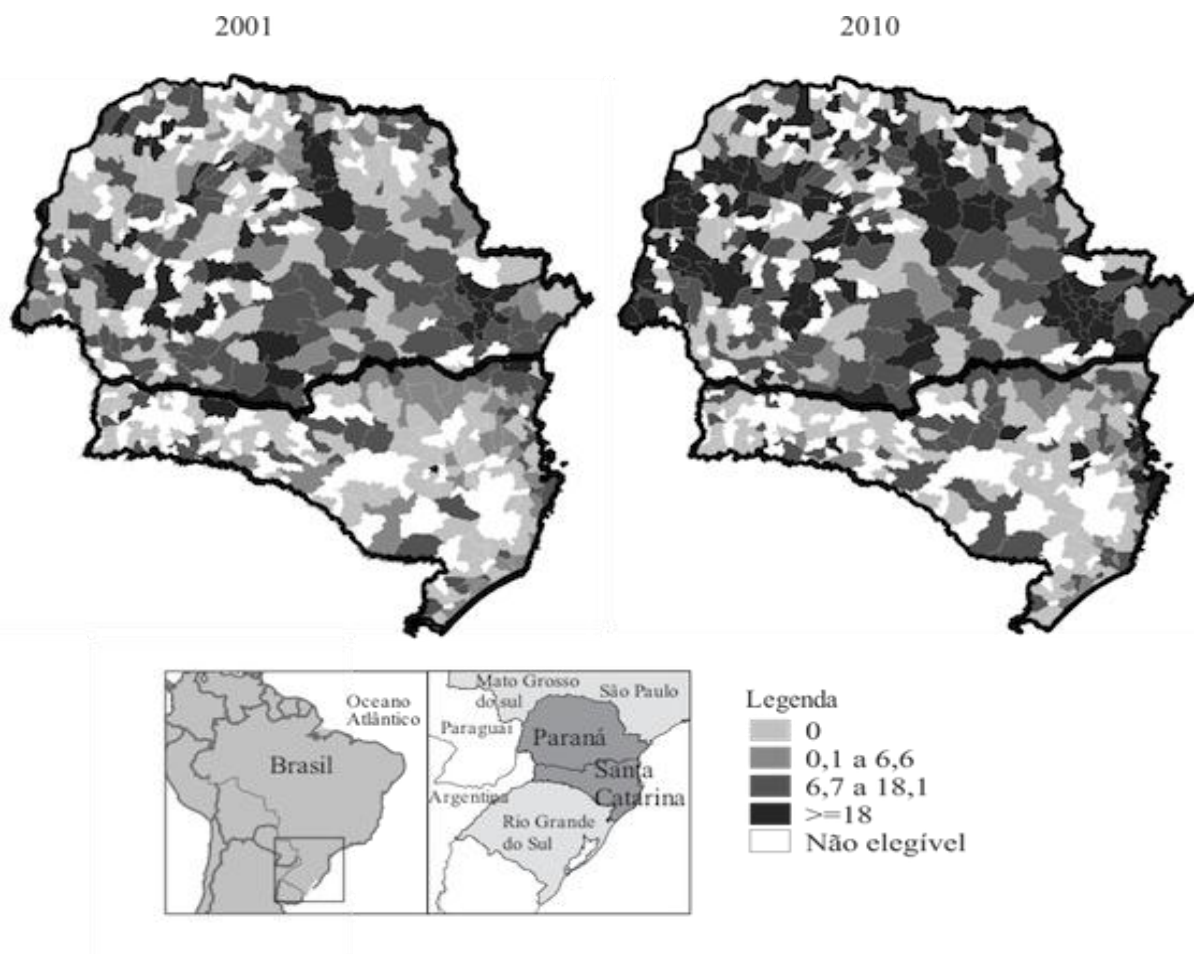 2001
2010
Oceano
Atlântico
Brasil
Mato Grosso
do sul
São Paulo
Paraguai
Paraná
Santa
Catarina
Argentina
Rio Grande
do Sul
Legenda
0
0,1 a 6,6
6,7 a 18,1
>=18
Não elegível